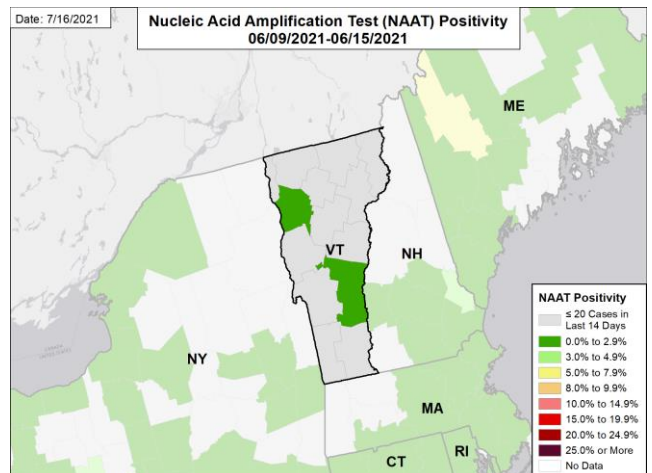 Date: 7/16/2021
Nucleic Acid Amplification Test (NAAT) Positivity
06/09/2021-06/15/2021
ME
VT
NH
NY
MA
CT
RI
NAAT Positivity
≤ 20 Cases in
Last 14 Days
0.0% to 2.9%
3.0% to 4.9%
5.0% to 7.9%
8.0% to 9.9%
10.0% to 14.9%
15.0% to 19.9%
20.0% to 24.9%
25.0% or More
No Data